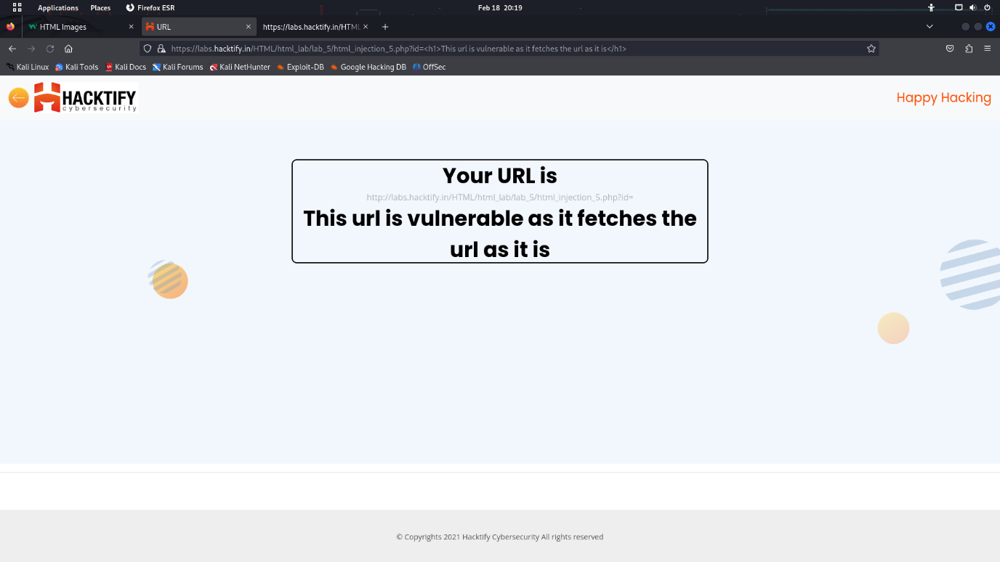 Applications Places Firefox ESR Feb 18 20:19
HTML Images URL https://labs.hacktify.in/HTML
https://labs.hacktify.in/HTML/html_lab/lab_5/html_injection_5.php?id=<h1>This url is vulnerable as it fetches the url as it is</h1>
Kali Linux Kali Tools Kali Docs Kali Forums Kali NetHunter Exploit-DB Google Hacking DB OffSec
HACKTIFY
cybersecurity
Happy Hacking
Your URL is
http://labs.hacktify.in/HTML/html_lab/lab_5/html_injection_5.php?id=
This url is vulnerable as it fetches the
url as it is
© Copyrights 2021 Hacktify Cybersecurity All rights reserved